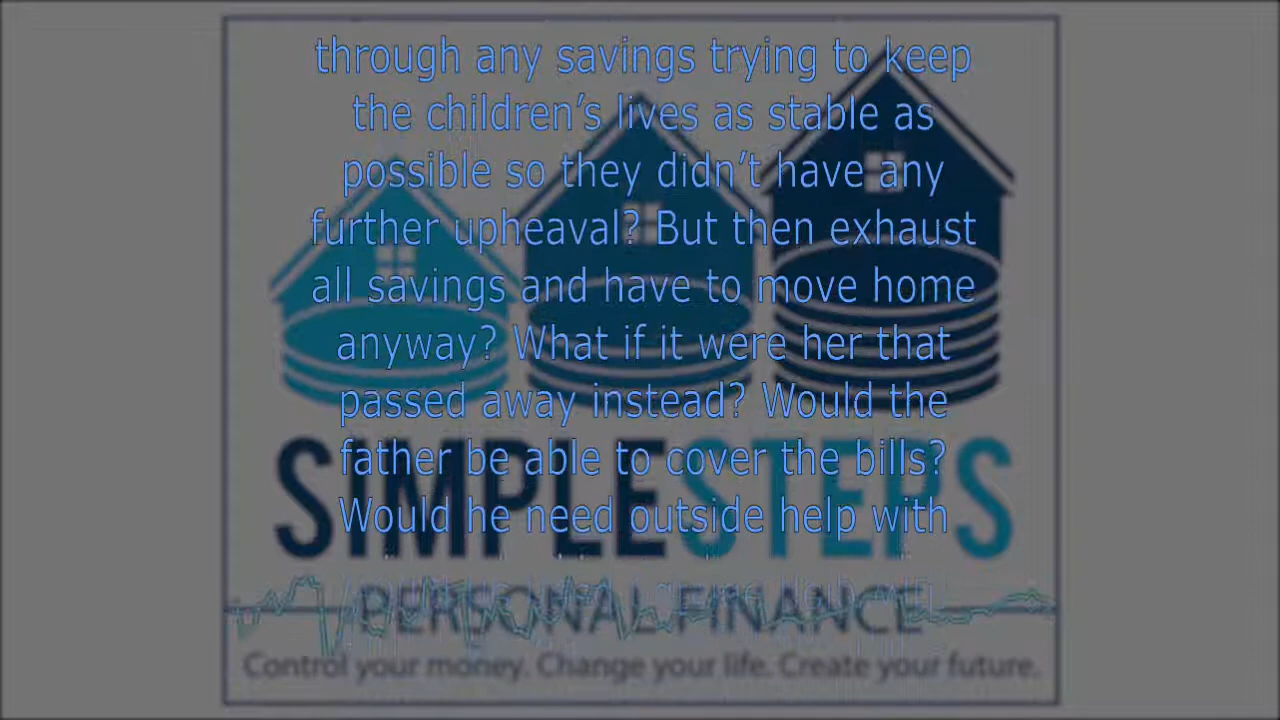 through any savings trying to keep
the children’s lives as stable as
possible so they didn’t have any
further upheaval? But then exhaust
all savings and have to move home
anyway? What if it were her that
passed away instead? Would the
father be able to cover the bills?
Would he need outside help with
SIMPLESTEPS
PERSONAL FINANCE
Control your money. Change your life. Create your future.